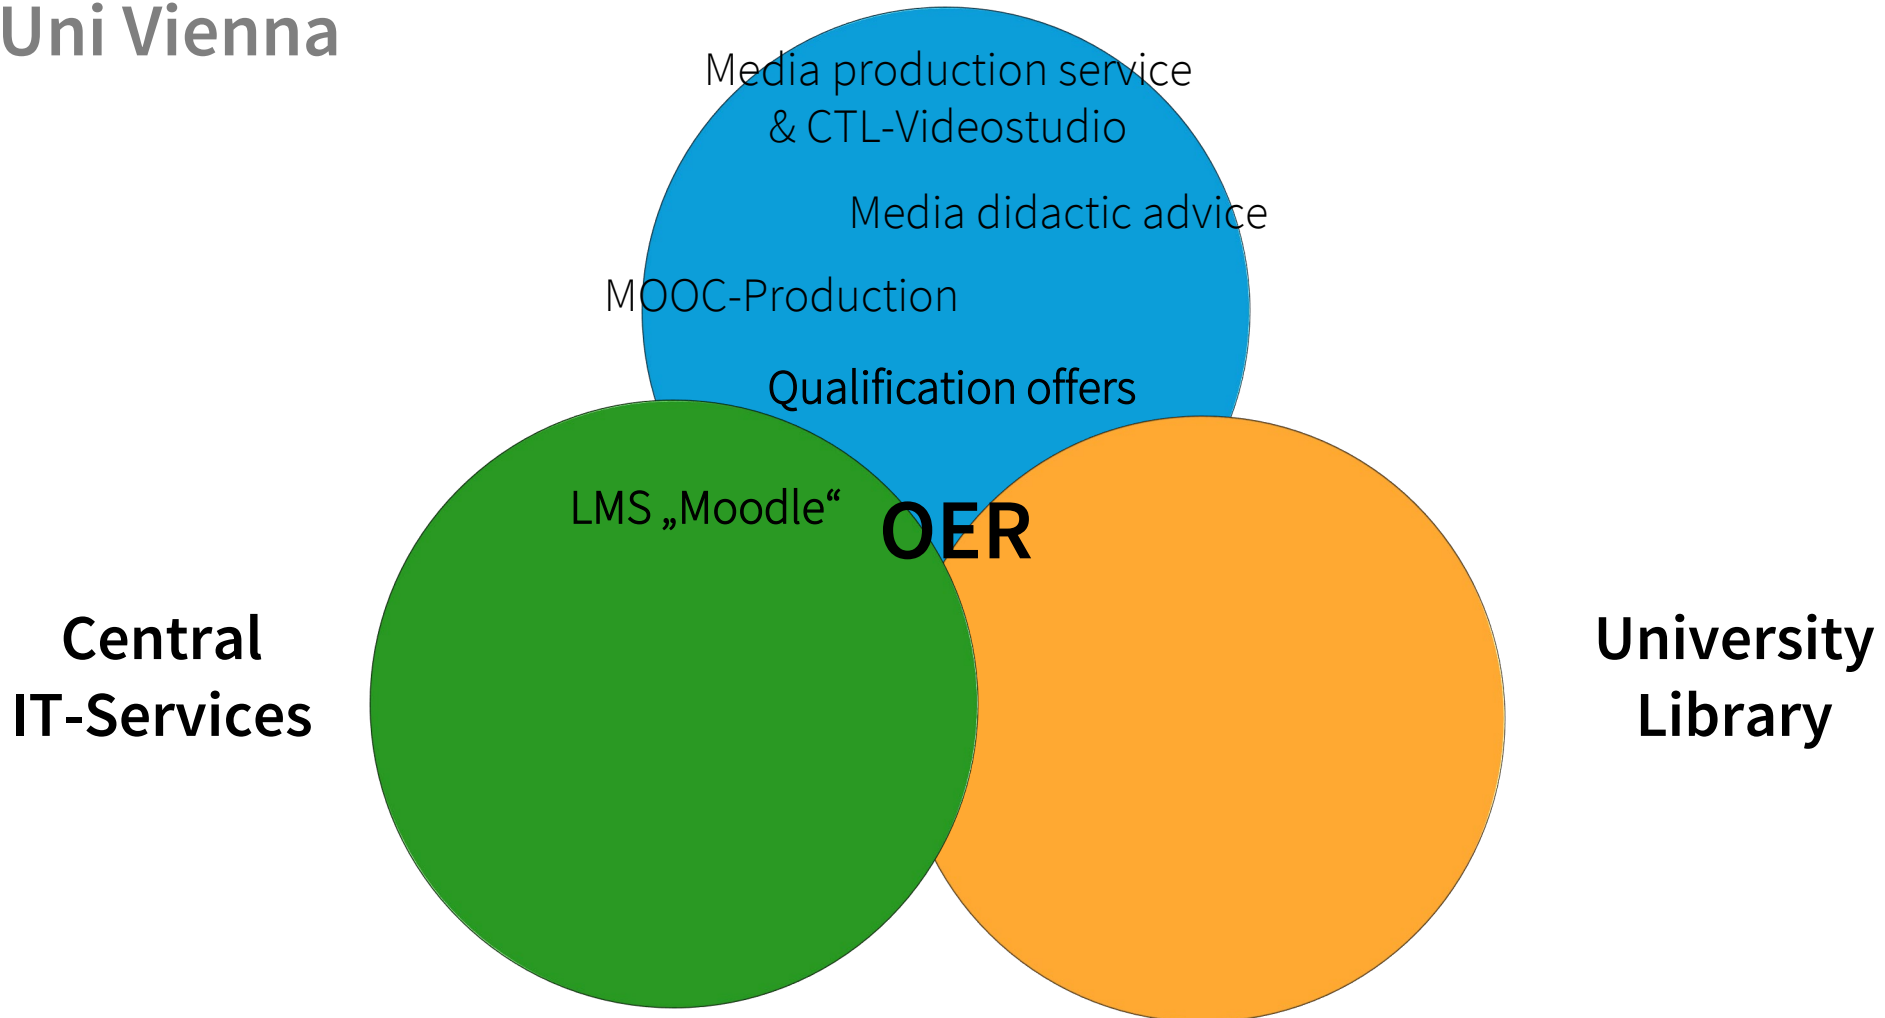 Uni Vienna
Media production service
& CTL-Videostudio
Media didactic advice
MOOC-Production
Qualification offers
LMS „Moodle“
OER
Central
IT-Services
University
Library